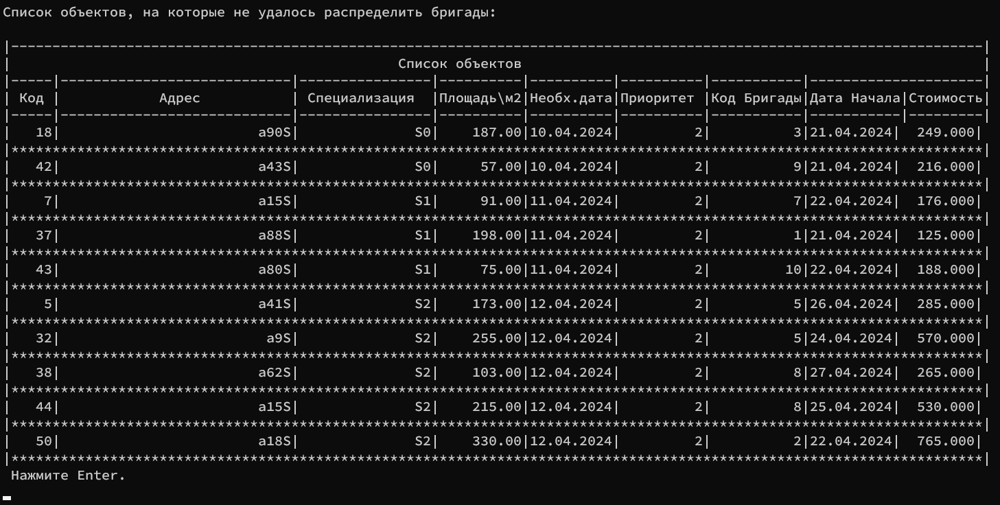 Список объектов, на которые не удалось распределить бригады:
|----------------------------------------------------------------------------------------------------------------------|
| Список объектов |
|-----|----------------------------|----------------|----------|----------|----------|-----------|---------------------|
| Код | Адрес | Специализация |Площадь\м2|Необх.дата|Приоритет |Код Бригады|Дата Начала|Стоимость|
|-----|----------------------------|----------------|----------|----------|----------|-----------|-----------|---------|
| 18| a90S| S0| 187.00|10.04.2024| 2| 3|21.04.2024| 249.000|
|**********************************************************************************************************************|
| 42| a43S| S0| 57.00|10.04.2024| 2| 9|21.04.2024| 216.000|
|**********************************************************************************************************************|
| 7| a15S| S1| 91.00|11.04.2024| 2| 7|22.04.2024| 176.000|
|**********************************************************************************************************************|
| 37| a88S| S1| 198.00|11.04.2024| 2| 1|21.04.2024| 125.000|
|**********************************************************************************************************************|
| 43| a80S| S1| 75.00|11.04.2024| 2| 10|22.04.2024| 188.000|
|**********************************************************************************************************************|
| 5| a41S| S2| 173.00|12.04.2024| 2| 5|26.04.2024| 285.000|
|**********************************************************************************************************************|
| 32| a9S| S2| 255.00|12.04.2024| 2| 5|24.04.2024| 570.000|
|**********************************************************************************************************************|
| 38| a62S| S2| 103.00|12.04.2024| 2| 8|27.04.2024| 265.000|
|**********************************************************************************************************************|
| 44| a15S| S2| 215.00|12.04.2024| 2| 8|25.04.2024| 530.000|
|**********************************************************************************************************************|
| 50| a18S| S2| 330.00|12.04.2024| 2| 2|22.04.2024| 765.000|
|**********************************************************************************************************************|
Нажмите Enter.